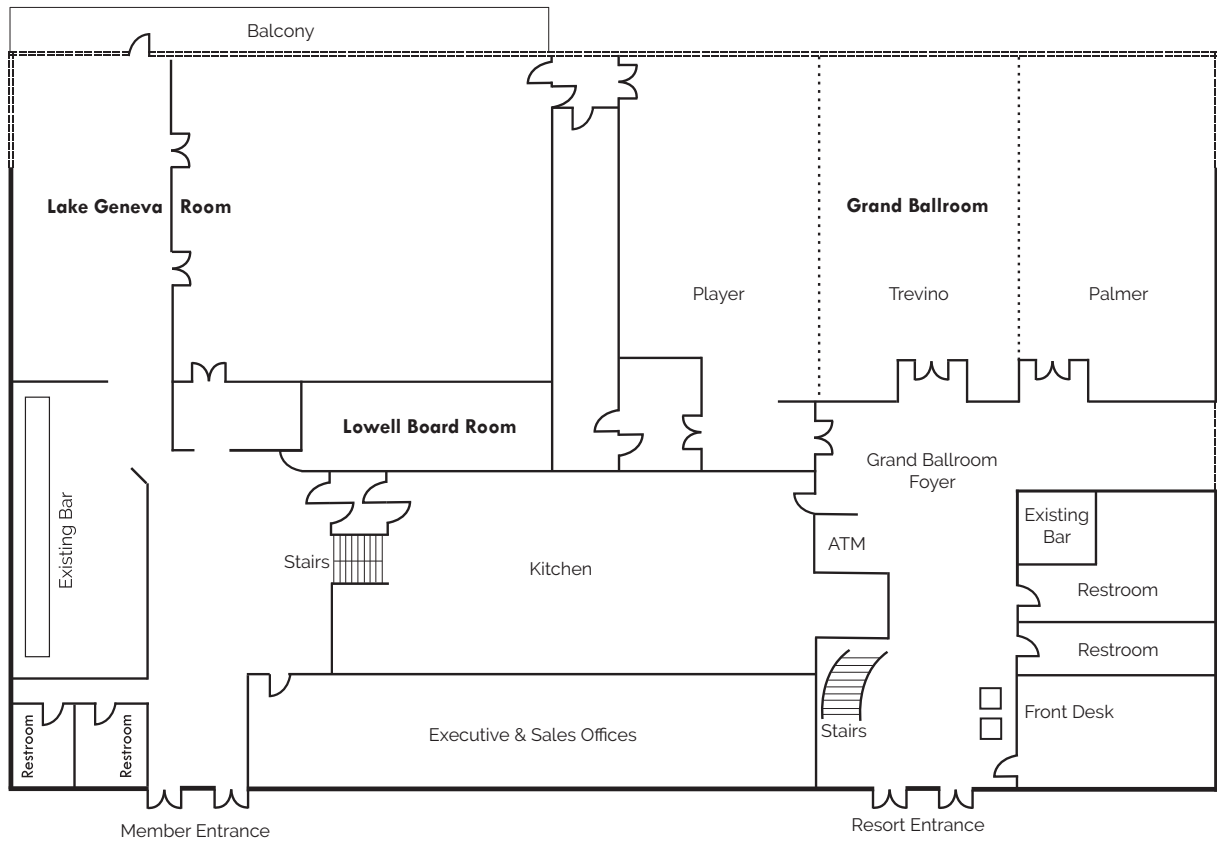 Balcony
Lake Geneva Room
Grand Ballroom
Player
Trevino
Palmer
Lowell Board Room
Grand Ballroom
Foyer
Existing Bar
Existing
Bar
ATM
Stairs
Kitchen
Restroom
Restroom
Restroom
Restroom
Front Desk
Stairs
Executive & Sales Offices
Member Entrance
Resort Entrance